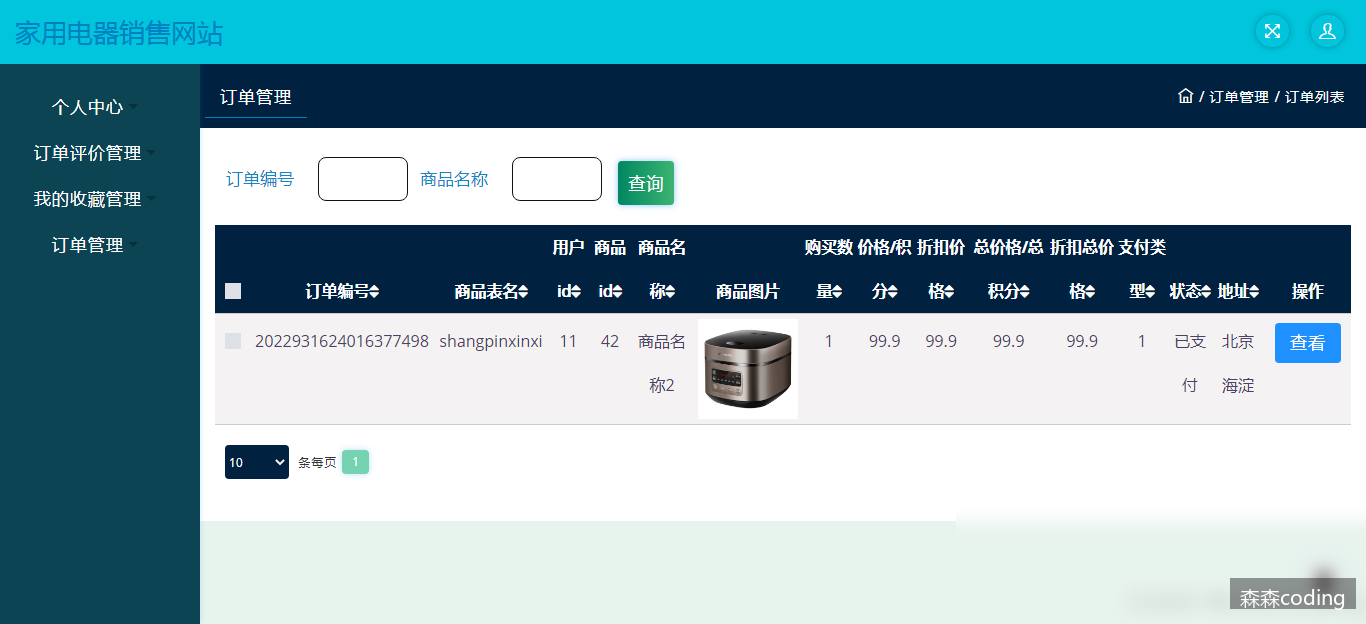 家用电器销售网站
个人中心
订单评价管理
我的收藏管理
订单管理
订单管理
/ 订单管理 / 订单列表
订单编号 商品名称 查询
订单编号 商品表名 用户id 商品id 商品名称 商品图片 购买数量 价格/积分 折扣价格 总价格/总积分 折扣总价格 支付类型 状态 地址 操作
2022931624016377498 shangpinxinxi 11 42 商品名称2 1 99.9 99.9 99.9 99.9 1 已支付 北京海淀 查看
10 条每页 1
森森coding